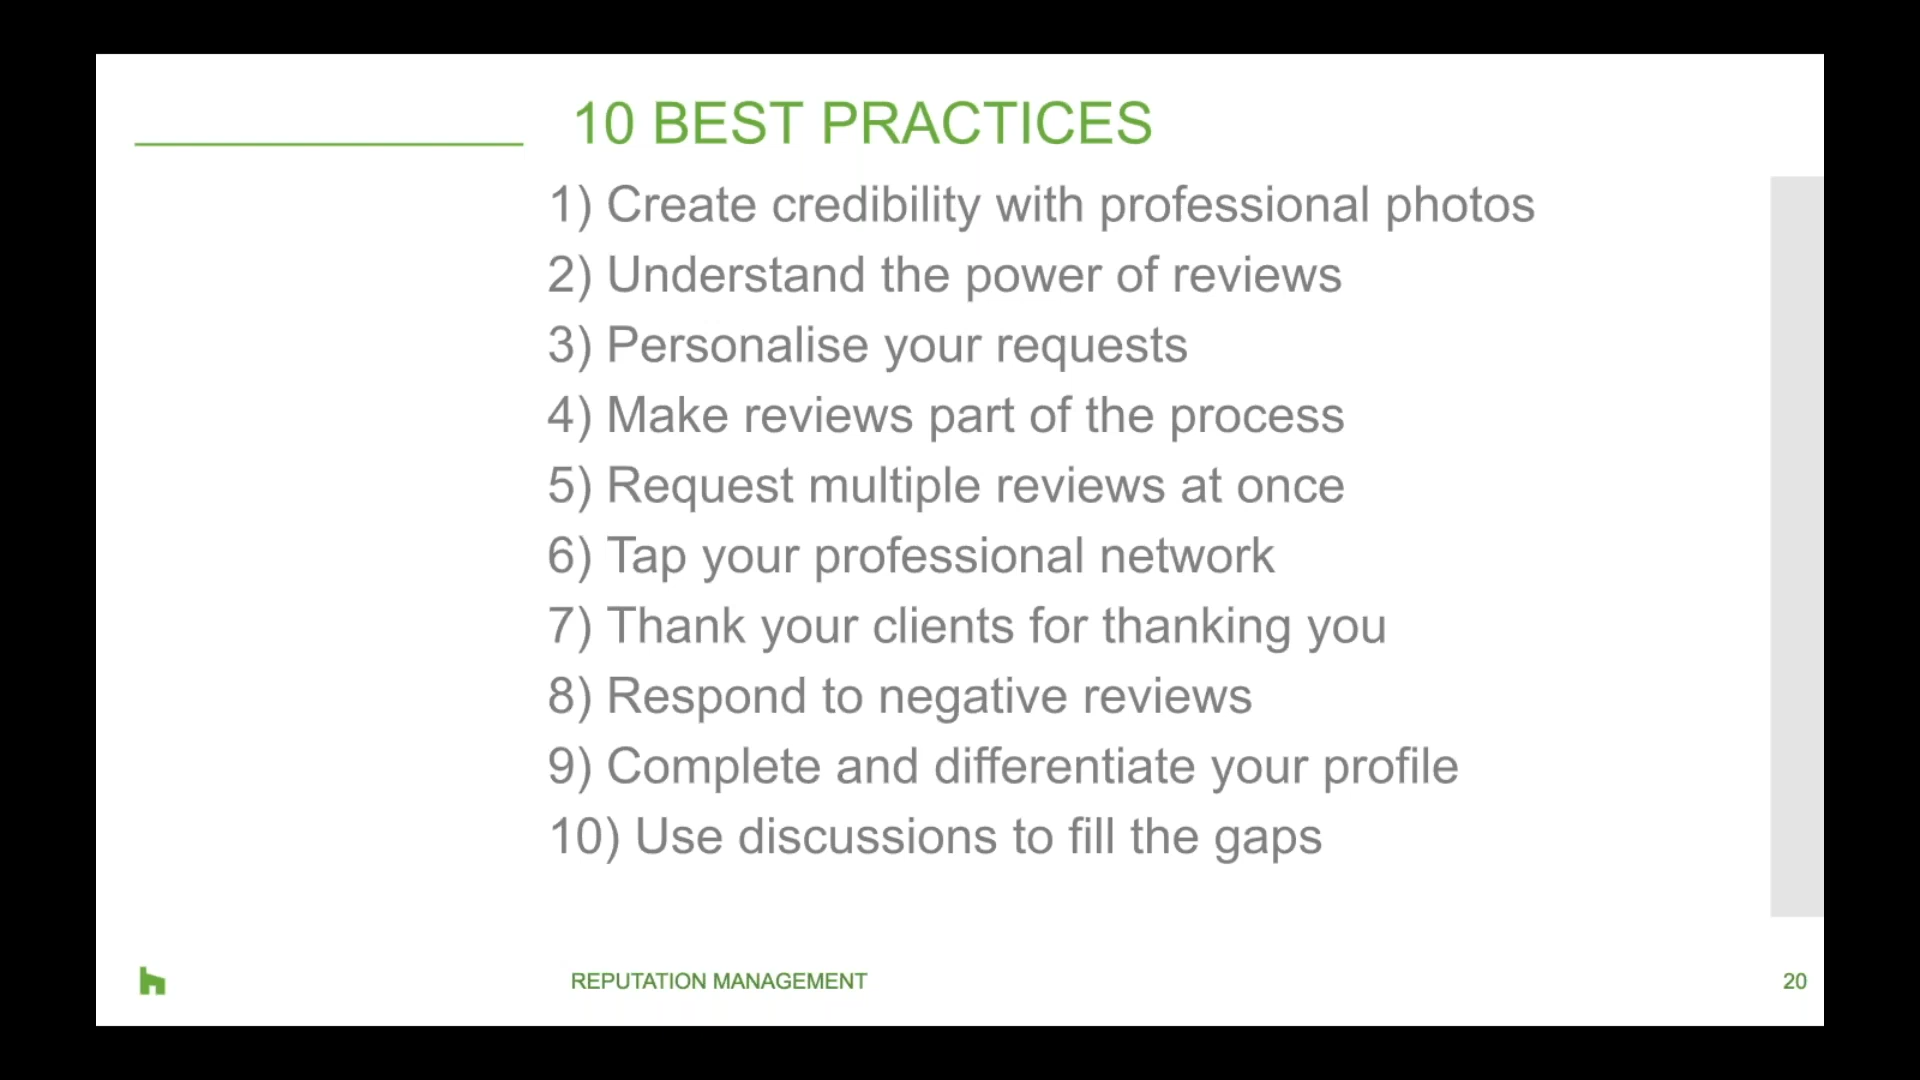 10 BEST PRACTICES
1) Create credibility with professional photos
2) Understand the power of reviews
3) Personalise your requests
4) Make reviews part of the process
5) Request multiple reviews at once
6) Tap your professional network
7) Thank your clients for thanking you
8) Respond to negative reviews
9) Complete and differentiate your profile
10) Use discussions to fill the gaps
REPUTATION MANAGEMENT
20